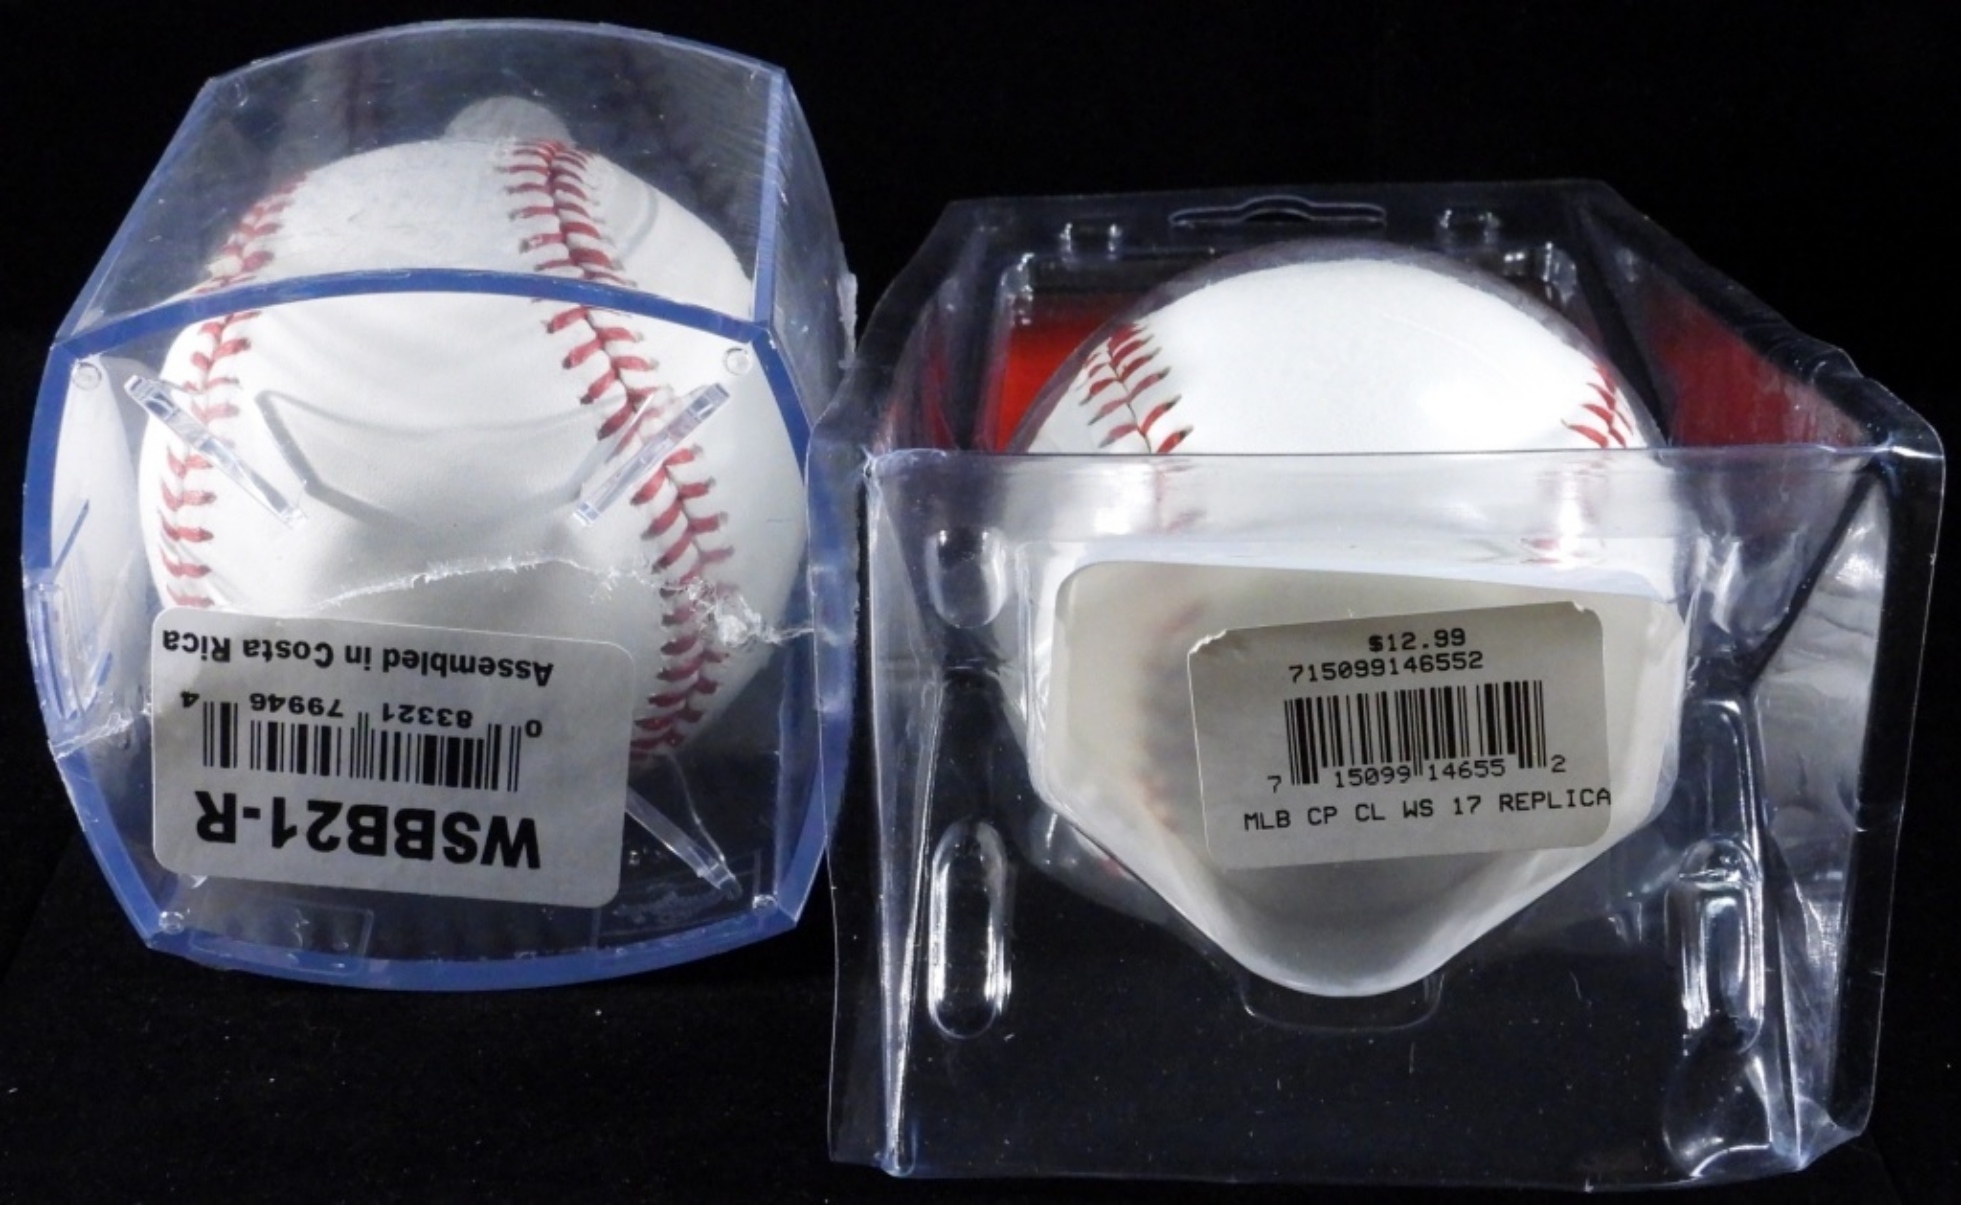 WSBB21-R
0 83321 79946 4
Assembled in Costa Rica
$12.99
715099146552
7 15099 14655 2
MLB CP CL WS 17 REPLICA